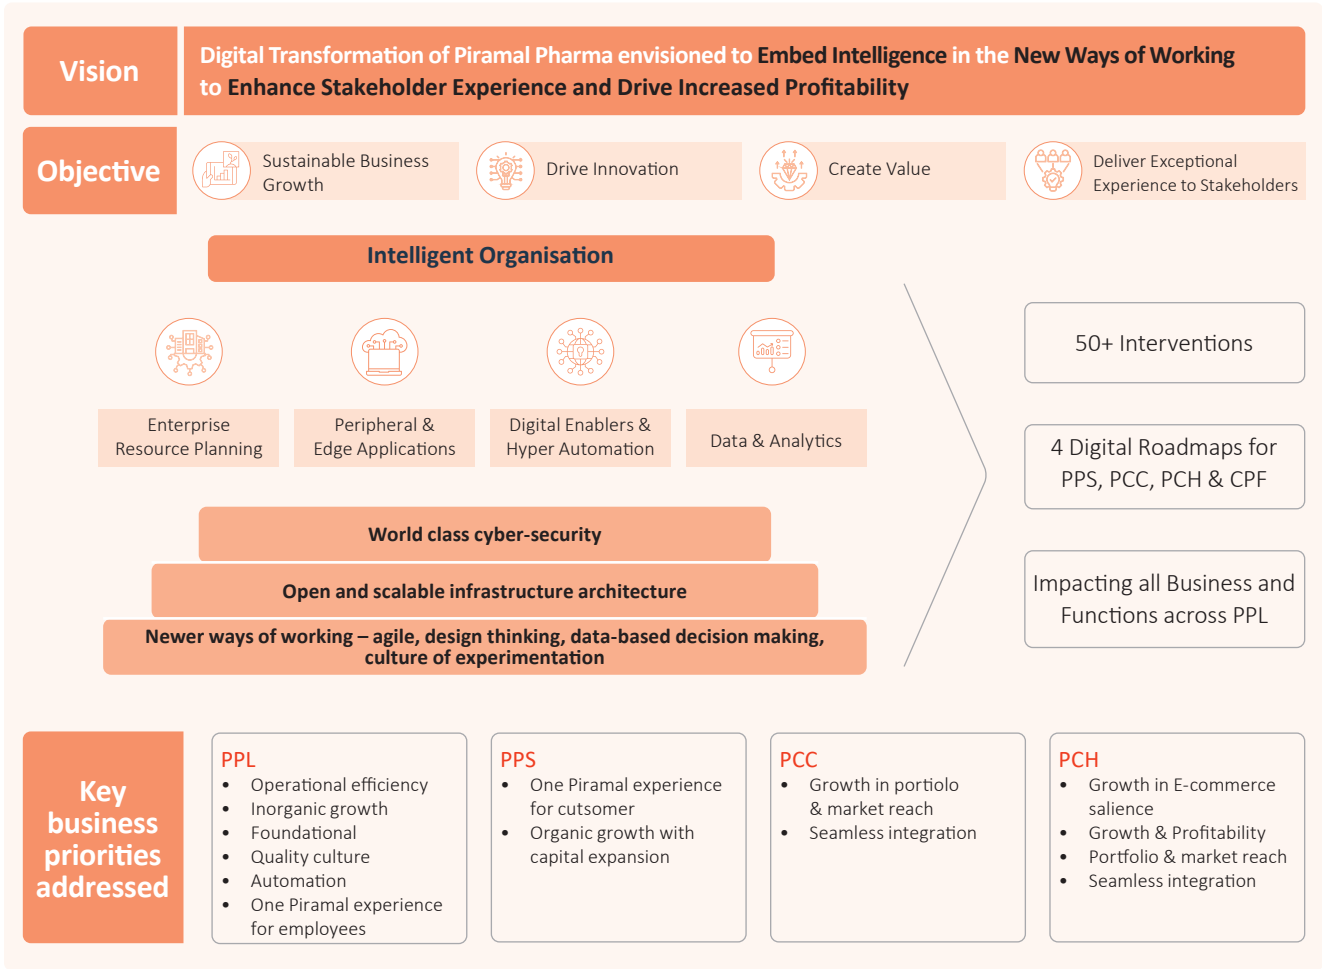 Vision
Digital Transformation of Piramal Pharma envisioned to Embed Intelligence in the New Ways of Working
to Enhance Stakeholder Experience and Drive Increased Profitability
Objective
Sustainable Business
Growth
Drive Innovation
Create Value
Deliver Exceptional
Experience to Stakeholders
Intelligent Organisation
Enterprise
Resource Planning
Peripheral &
Edge Applications
Digital Enablers &
Hyper Automation
Data & Analytics
World class cyber-security
Open and scalable infrastructure architecture
Newer ways of working – agile, design thinking, data-based decision making,
culture of experimentation
50+ Interventions
4 Digital Roadmaps for
PPS, PCC, PCH & CPF
Impacting all Business and
Functions across PPL
Key
business
priorities
addressed
PPL
• Operational efficiency
• Inorganic growth
• Foundational
• Quality culture
• Automation
• One Piramal experience
for employees
PPS
• One Piramal experience
for cutsomer
• Organic growth with
capital expansion
PCC
• Growth in portiolo
& market reach
• Seamless integration
PCH
• Growth in E-commerce
salience
• Growth & Profitability
• Portfolio & market reach
• Seamless integration